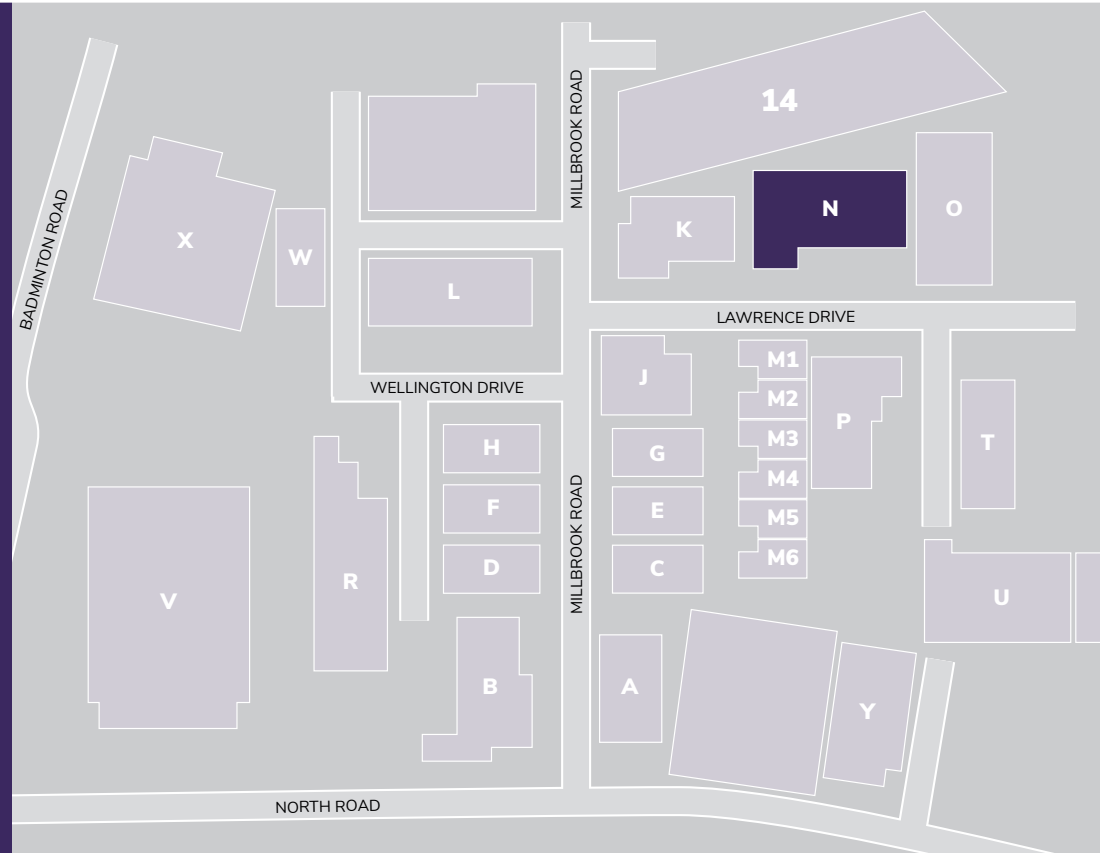 14
MILLBROOK ROAD
BADMINTON ROAD
N
O
K
X
W
L
LAWRENCE DRIVE
WELLINGTON DRIVE
J
M1
M2
M3
M4
M5
M6
P
T
H
G
F
E
D
C
MILLBROOK ROAD
V
R
U
B
A
Y
NORTH ROAD